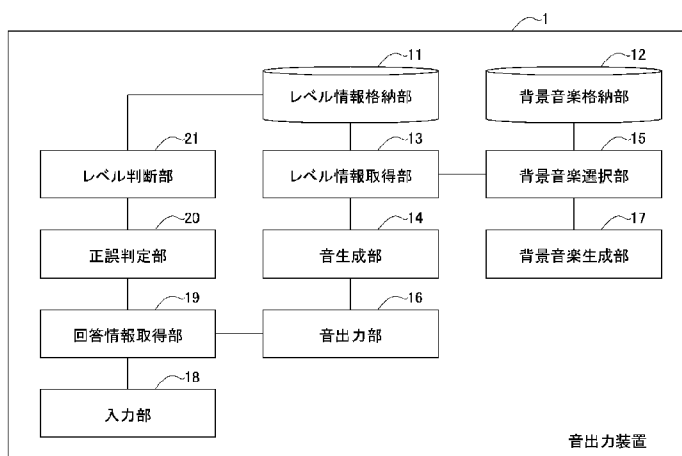 1
11
レベル情報格納部
12
背景音楽格納部
21
レベル判断部
13
レベル情報取得部
15
背景音楽選択部
20
正誤判定部
14
音生成部
17
背景音楽生成部
19
回答情報取得部
16
音出力部
18
入力部
音出力装置